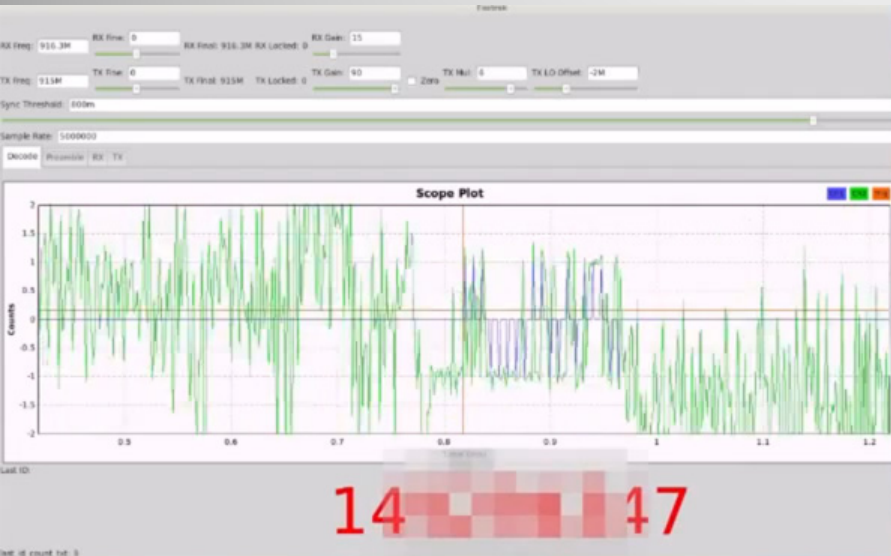 RX Fine: 0
RX Gain: 15
RX Freq: 916.3M
RX Final: 916.3M RX Locked: 0
TX Fine: 0
TX Gain: 90
TX Mul: 6
TX LO Offset: -2M
TX Freq: 915M
TX Final: 915M TX Locked: 0
Zero
Sync Threshold: 800m
Sample Rate: 5000000
Decode Preamble RX TX
Scope Plot
2
1.5
1
0.5
0
-0.5
-1
-1.5
-2
Counts
0.5 0.6 0.7 0.8 0.9 1 1.1 1.2
Last ID:
14 47
last_id_count_txt: 0